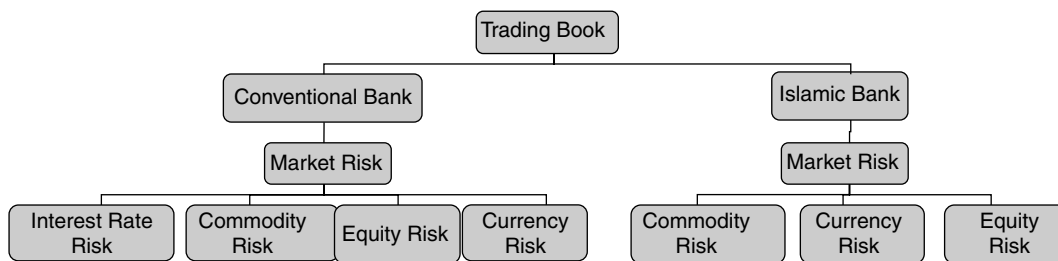 Trading Book
Conventional Bank
Islamic Bank
Market Risk
Market Risk
Interest Rate
Risk
Commodity
Risk
Equity Risk
Currency
Risk
Commodity
Risk
Currency
Risk
Equity
Risk